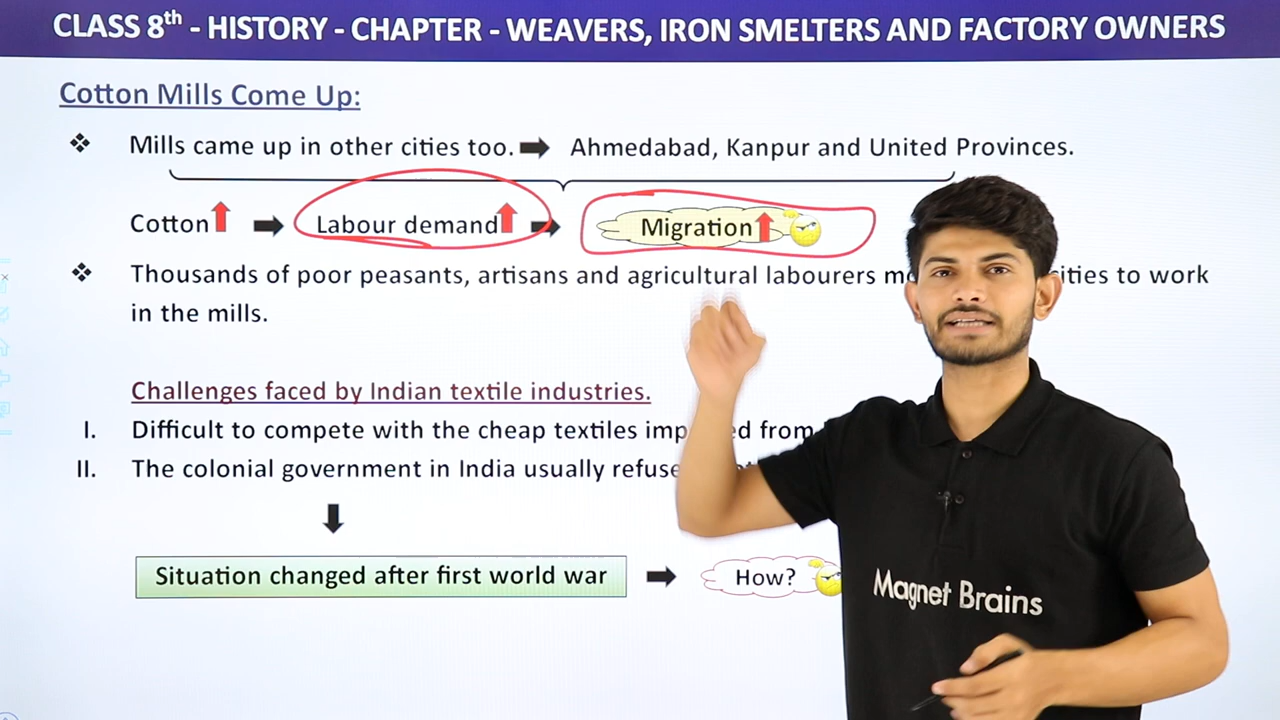 CLASS 8th - HISTORY - CHAPTER - WEAVERS, IRON SMELTERS AND FACTORY OWNERS
Cotton Mills Come Up:
❖ Mills came up in other cities too. ➡ Ahmedabad, Kanpur and United Provinces.
Cotton ⬆ ➡ Labour demand ⬆ ➡ Migration ⬆
❖ Thousands of poor peasants, artisans and agricultural labourers to work
in the mills.
Challenges faced by Indian textile industries.
I. Difficult to compete with the cheap textiles from
II. The colonial government in India usually
⬇
Situation changed after first world war ➡ How?
Magnet Brains